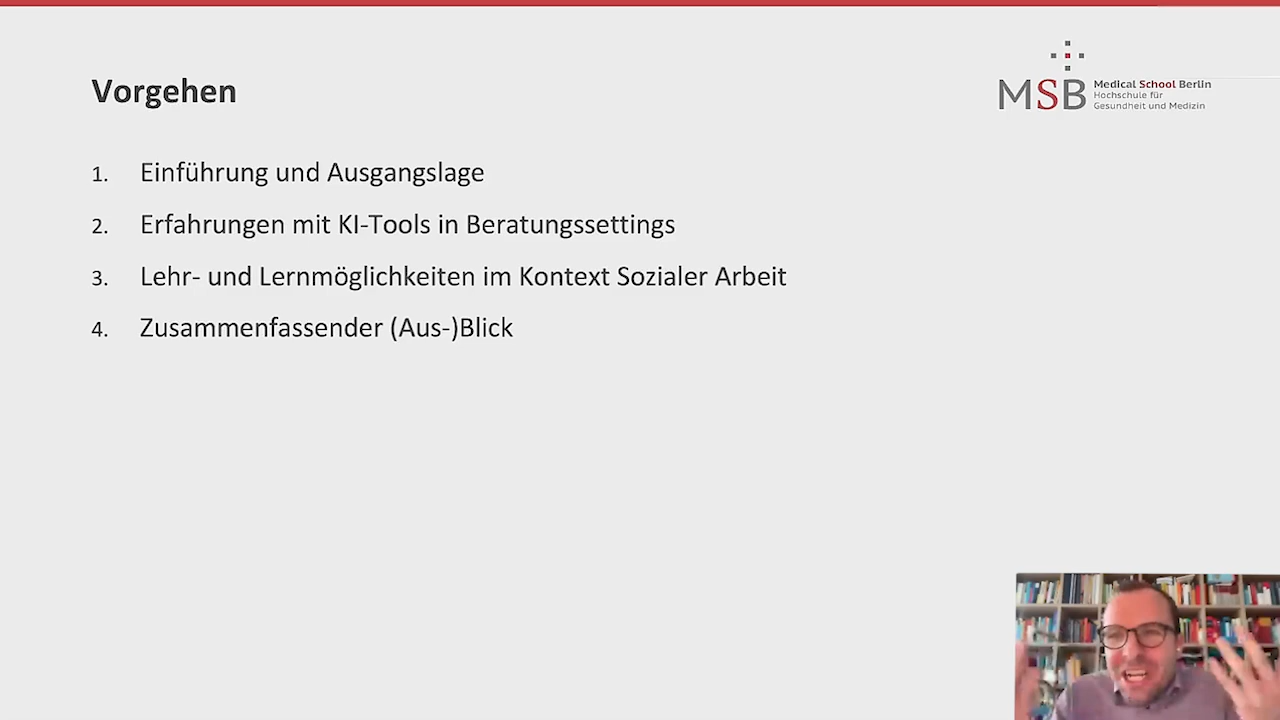 Vorgehen
MSB Medical School Berlin
Hochschule für
Gesundheit und Medizin
1. Einführung und Ausgangslage
2. Erfahrungen mit KI-Tools in Beratungssettings
3. Lehr- und Lernmöglichkeiten im Kontext Sozialer Arbeit
4. Zusammenfassender (Aus-)Blick